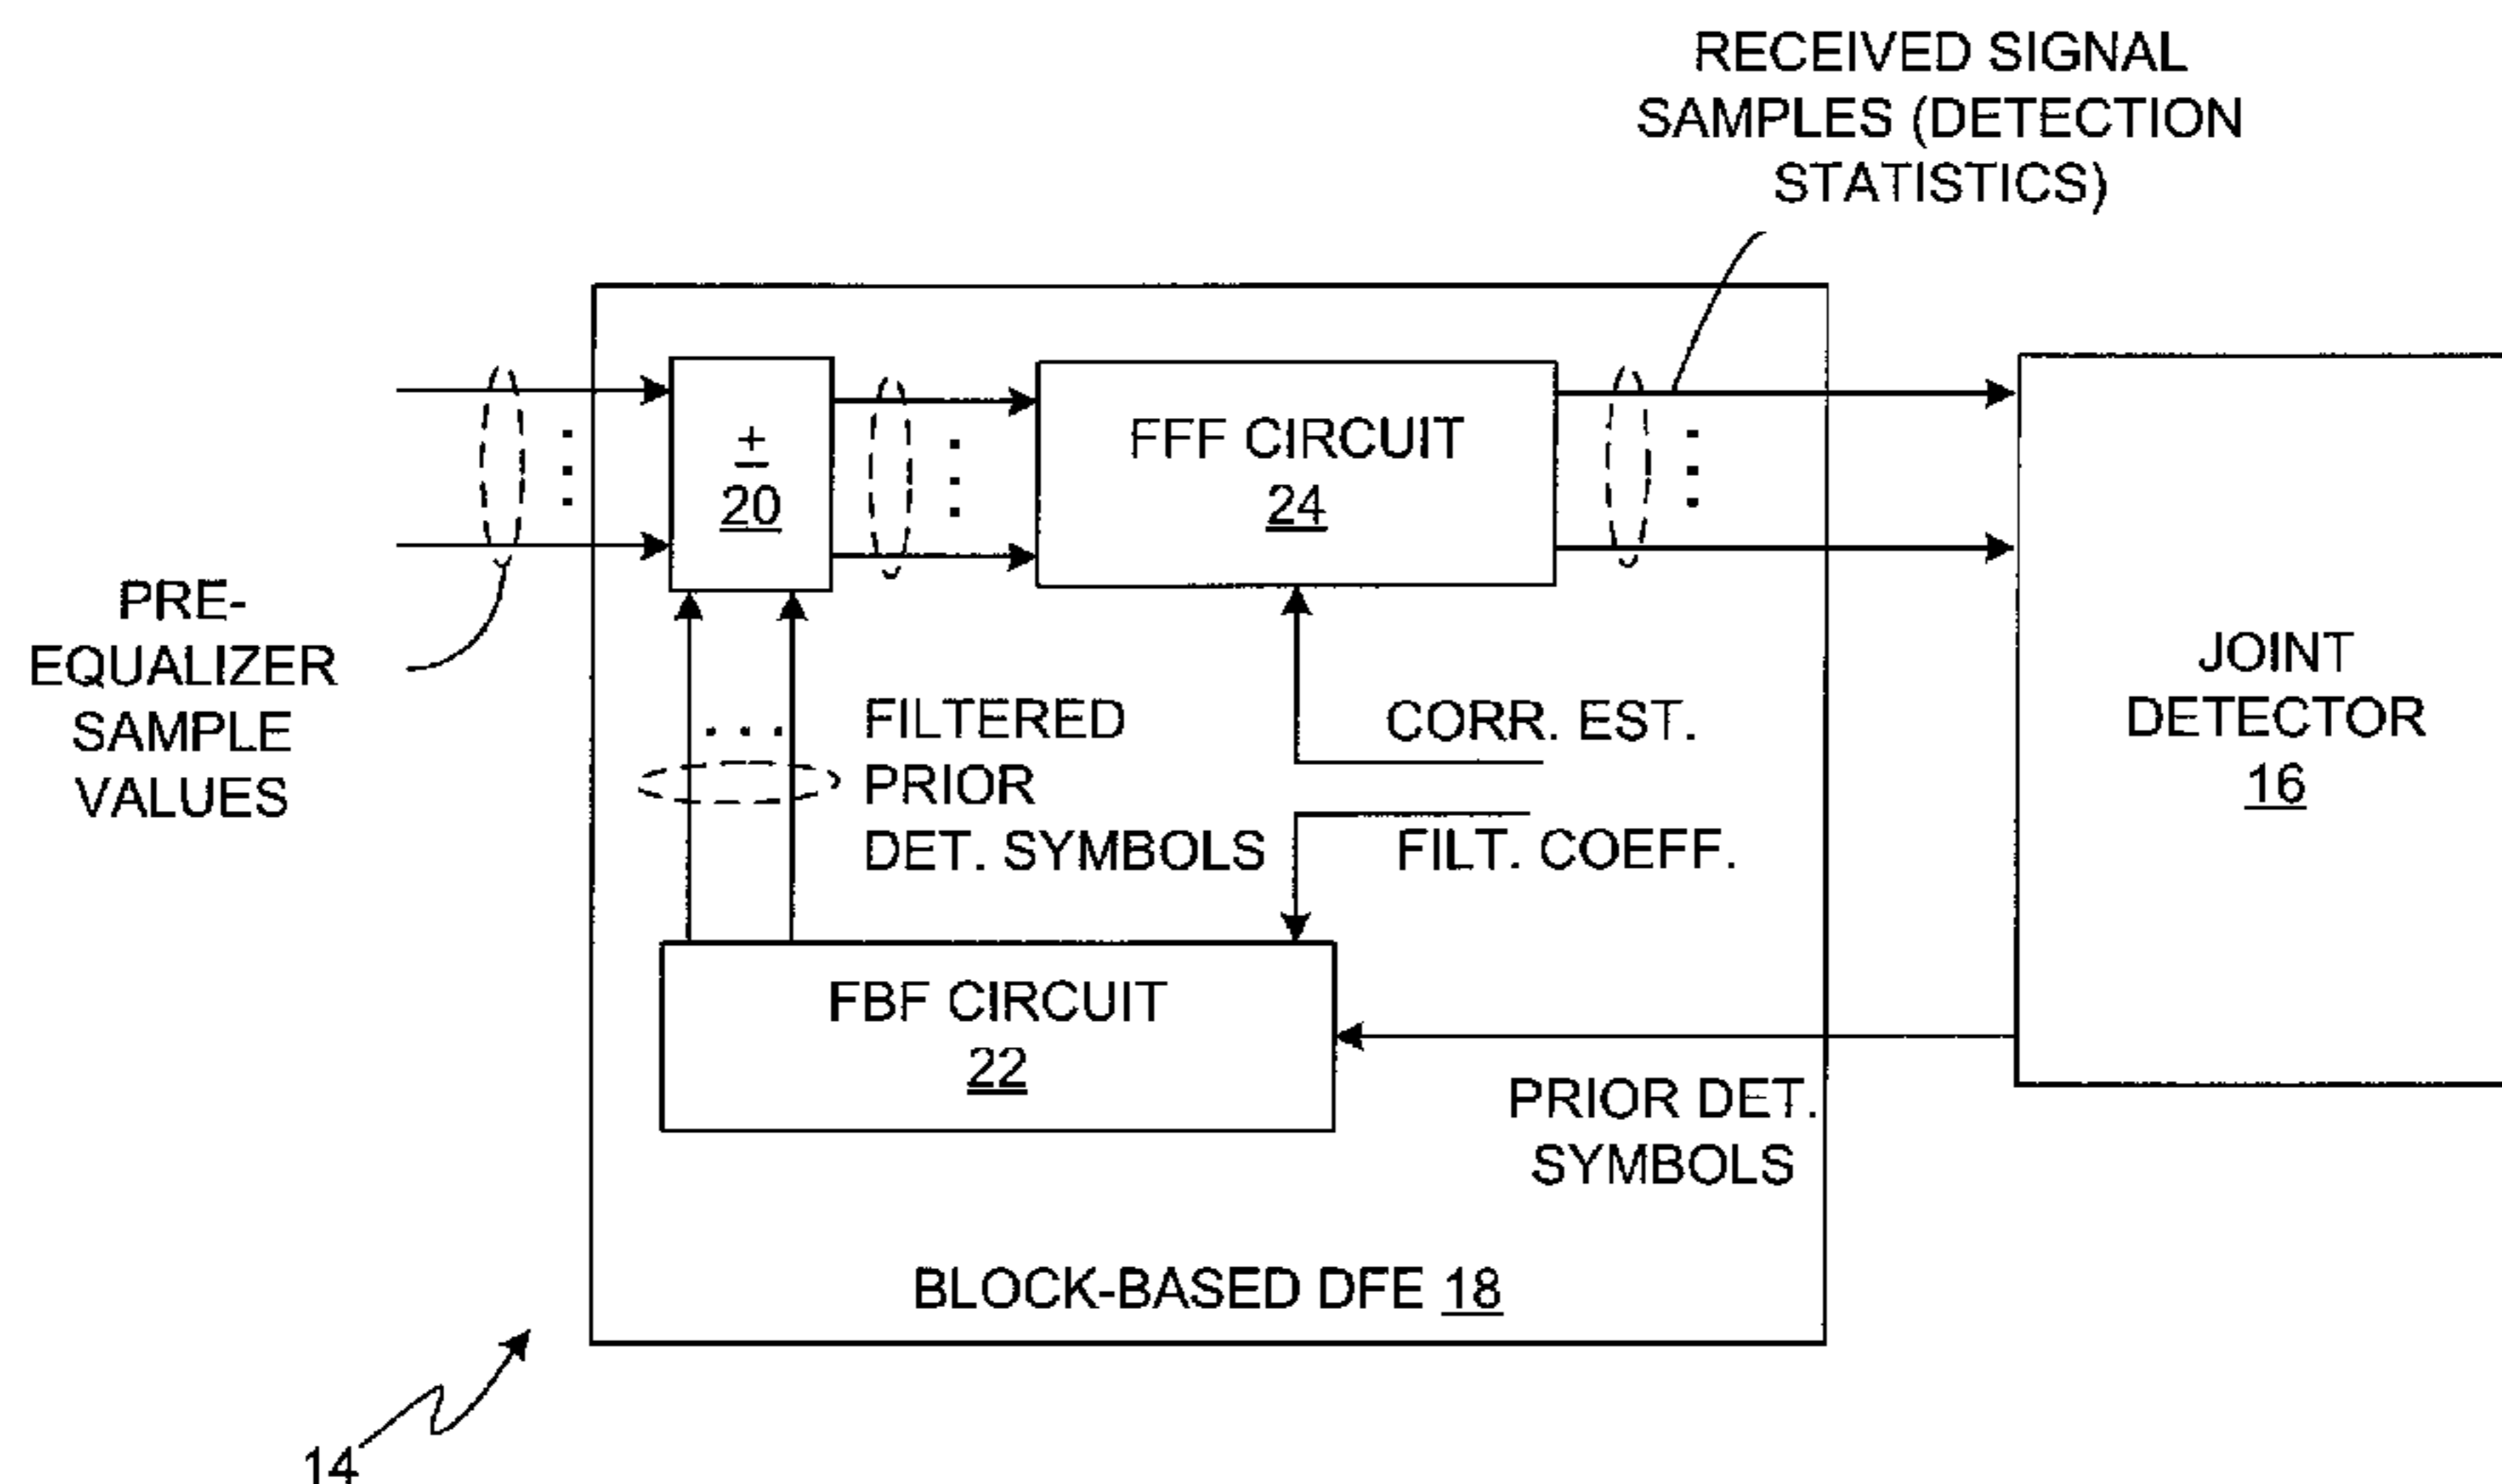 RECEIVED SIGNAL
SAMPLES (DETECTION
STATISTICS)
PRE-
EQUALIZER
SAMPLE
VALUES
±
20
FFF CIRCUIT
24
JOINT
DETECTOR
16
FILTERED
PRIOR
DET. SYMBOLS
CORR. EST.
FILT. COEFF.
FBF CIRCUIT
22
PRIOR DET.
SYMBOLS
BLOCK-BASED DFE 18
14